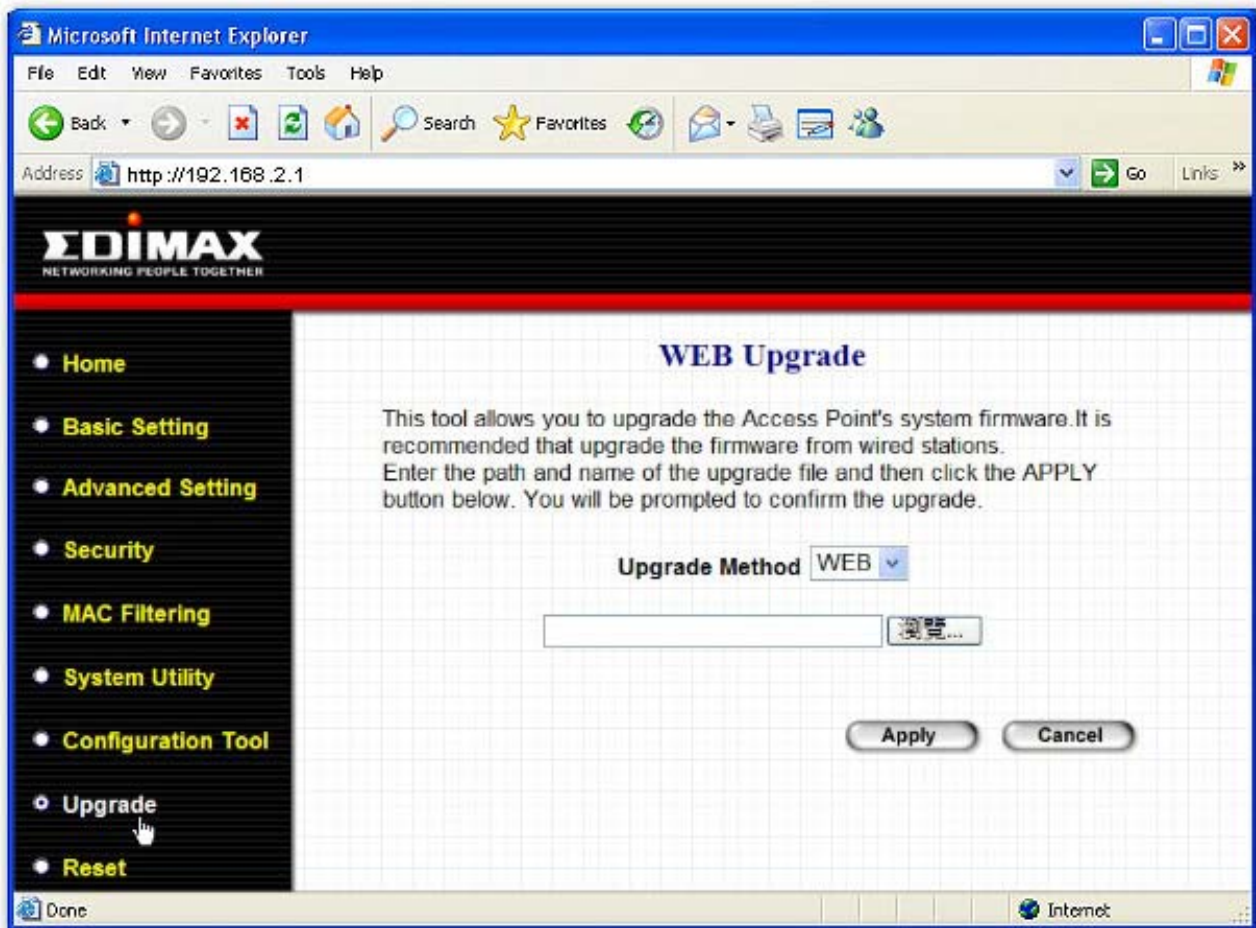 Microsoft Internet Explorer
File Edit View Favorites Tools Help
Back Search Favorites
Address http://192.168.2.1 Go Links »
EDIMAX
NETWORKING PEOPLE TOGETHER
Home
Basic Setting
Advanced Setting
Security
MAC Filtering
System Utility
Configuration Tool
Upgrade
Reset
WEB Upgrade
This tool allows you to upgrade the Access Point's system firmware.It is
recommended that upgrade the firmware from wired stations.
Enter the path and name of the upgrade file and then click the APPLY
button below. You will be prompted to confirm the upgrade.
Upgrade Method WEB
瀏覽...
Apply Cancel
Done Internet